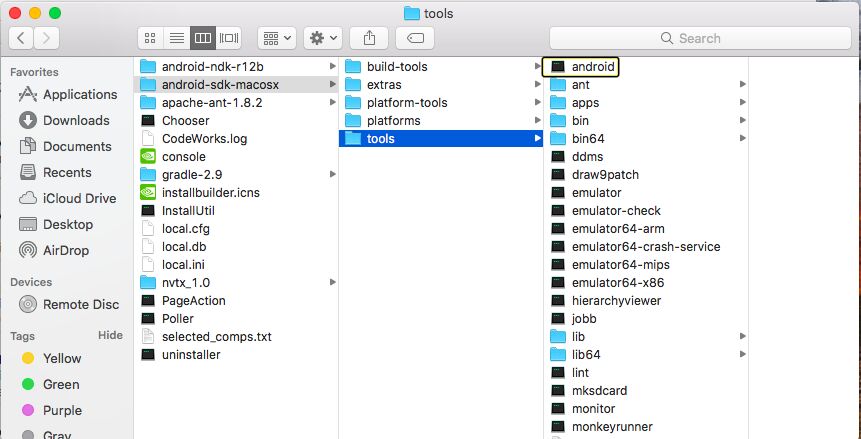 tools
Search
Favorites
Applications
Downloads
Documents
Recents
iCloud Drive
Desktop
AirDrop
Devices
Remote Disc
Tags
Hide
Yellow
Green
Purple
Gray
android-ndk-r12b
android-sdk-macosx
apache-ant-1.8.2
Chooser
CodeWorks.log
console
gradle-2.9
installbuilder.icns
InstallUtil
local.cfg
local.db
local.ini
nvtx_1.0
PageAction
Poller
selected_comps.txt
uninstaller
build-tools
extras
platform-tools
platforms
tools
android
ant
apps
bin
bin64
ddms
draw9patch
emulator
emulator-check
emulator64-arm
emulator64-crash-service
emulator64-mips
emulator64-x86
hierarchyviewer
jobb
lib
lib64
lint
mksdcard
monitor
monkeyrunner